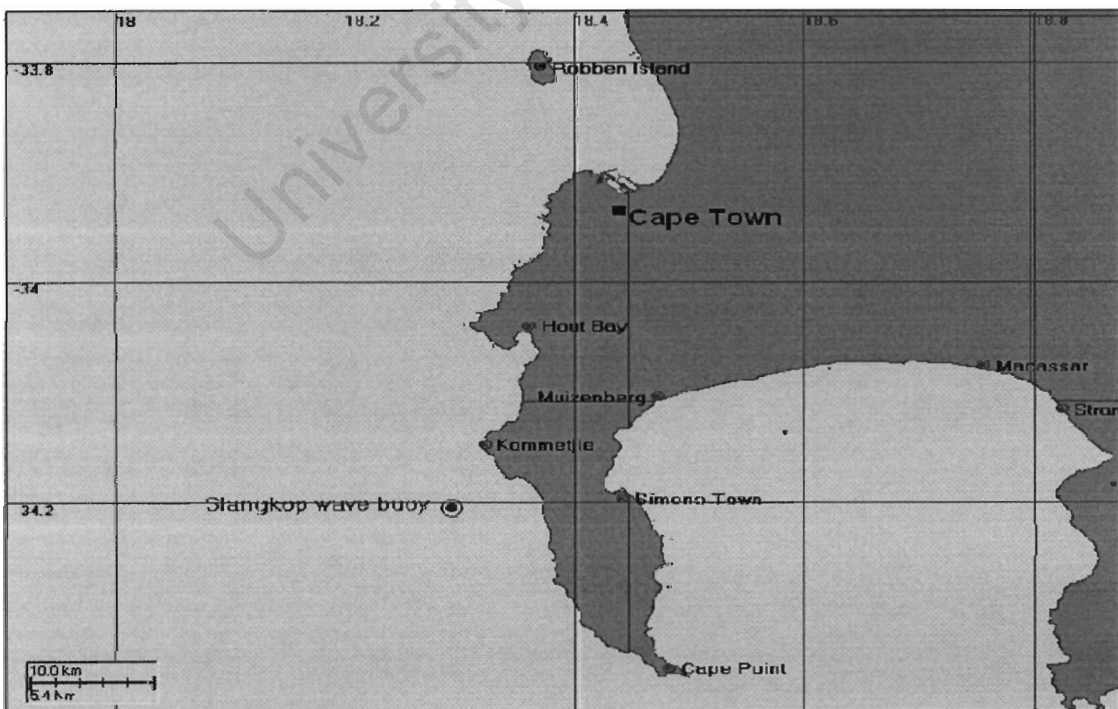 University
18
18.2
18.4
18.6
18.8
-33.8
Robben Island
Cape Town
-34
Hout Bay
Macassar
Muizenberg
Kommetjie
Simons Town
Slangkop wave buoy
34.2
Cape Point
10.0 km